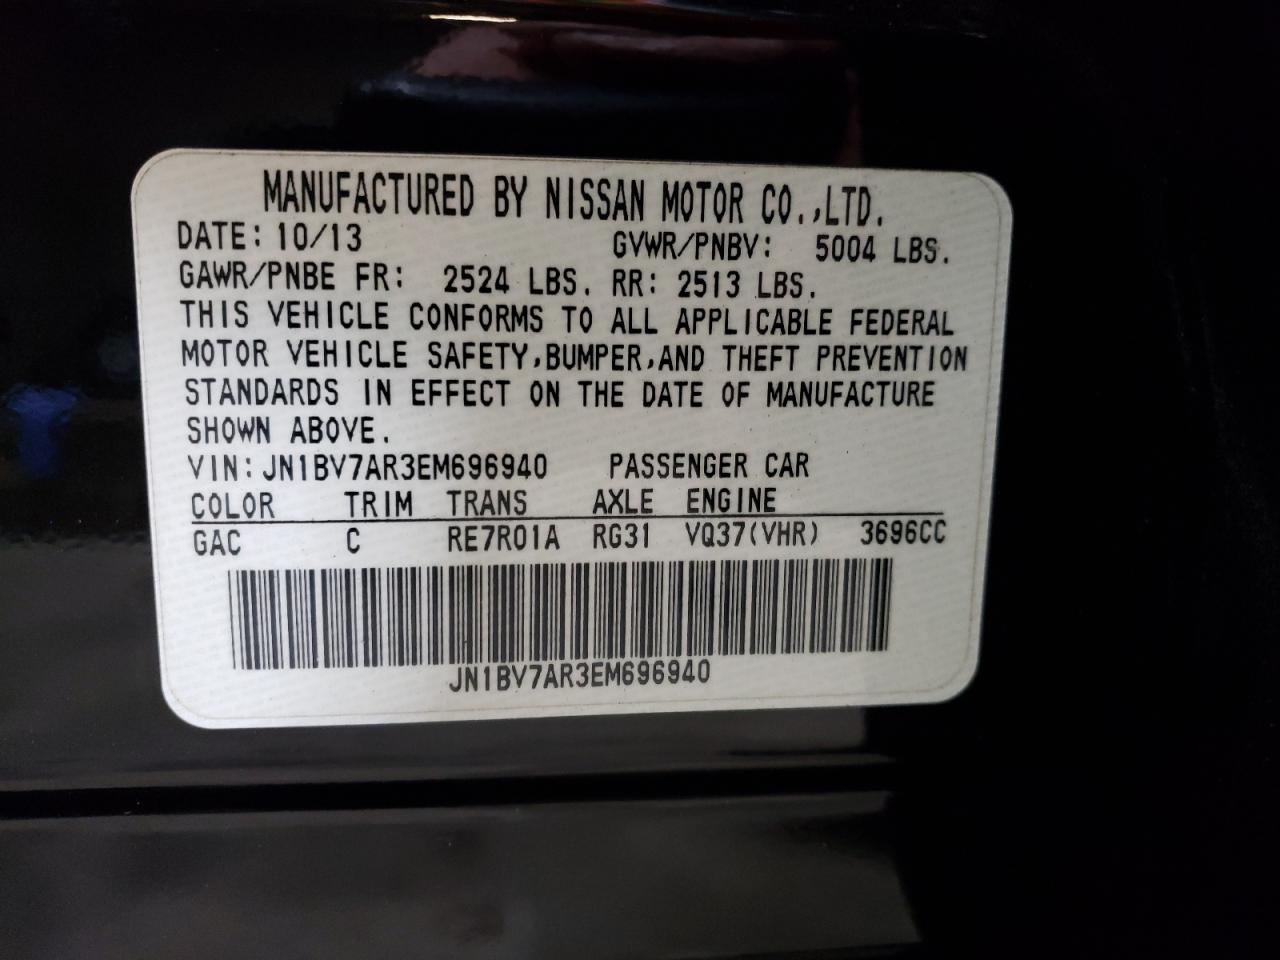 MANUFACTURED BY NISSAN MOTOR CO.,LTD.
DATE: 10/13 GVWR/PNBV: 5004 LBS.
GAWR/PNBE FR: 2524 LBS. RR: 2513 LBS.
THIS VEHICLE CONFORMS TO ALL APPLICABLE FEDERAL
MOTOR VEHICLE SAFETY,BUMPER,AND THEFT PREVENTION
STANDARDS IN EFFECT ON THE DATE OF MANUFACTURE
SHOWN ABOVE.
VIN: JN1BV7AR3EM696940 PASSENGER CAR
COLOR TRIM TRANS AXLE ENGINE
GAC C RE7R01A RG31 VQ37(VHR) 3696CC
JN1BV7AR3EM696940